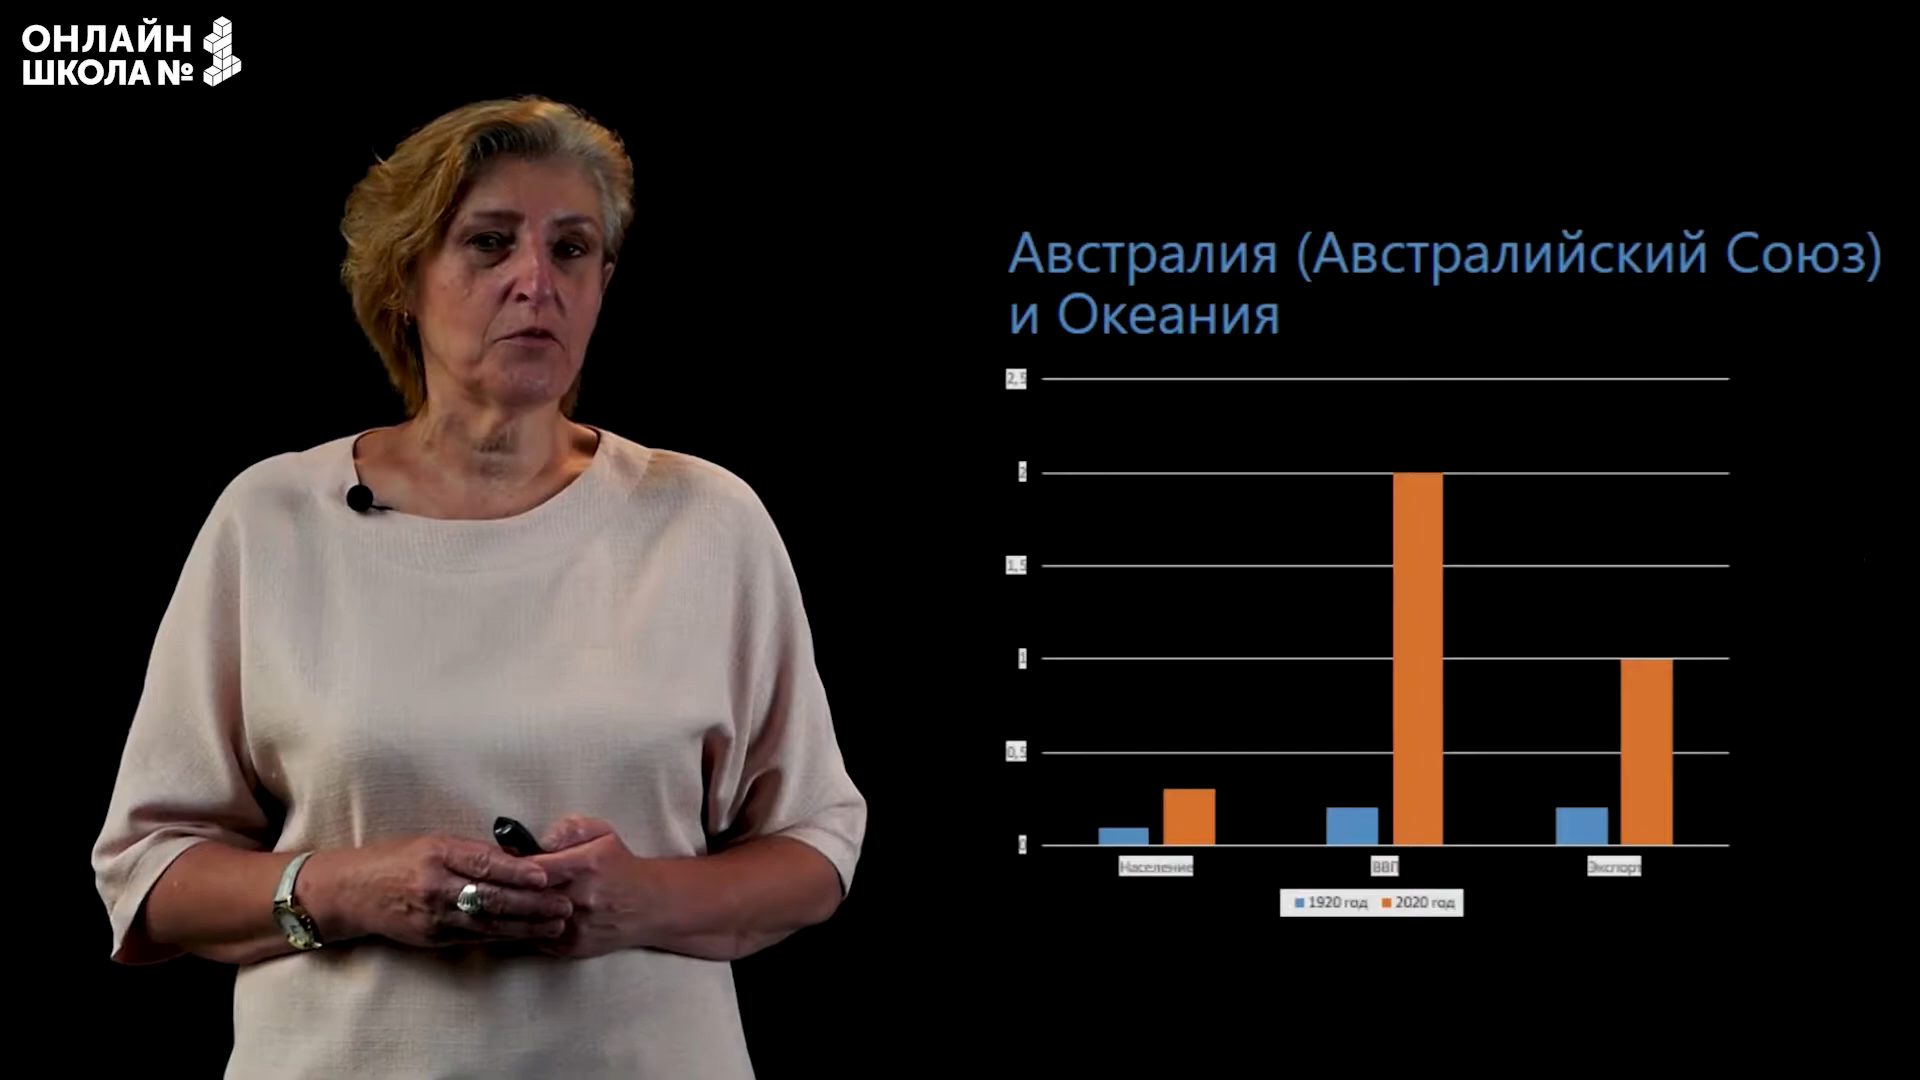 ОНЛАЙН
ШКОЛА №
Австралия (Австралийский Союз)
и Океания
2,5
2
1,5
1
0,5
0
Население ВВП Экспорт
1920 год 2020 год